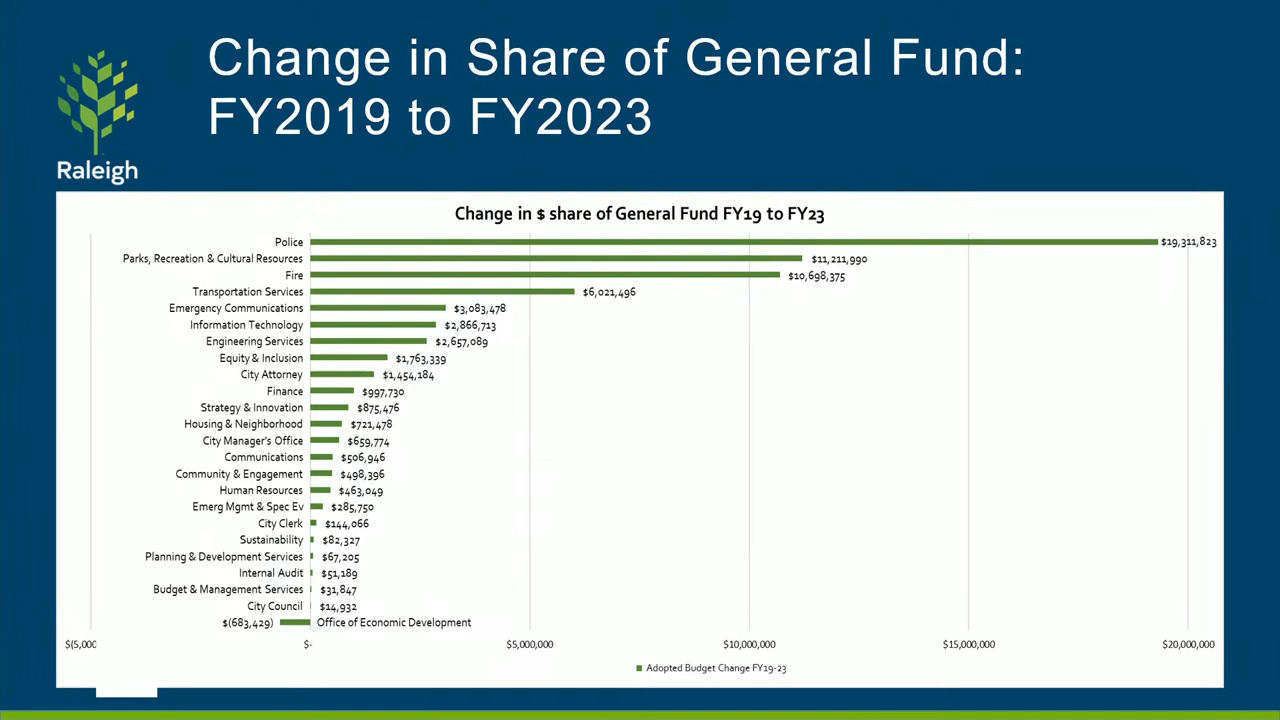 Change in Share of General Fund:
FY2019 to FY2023
Raleigh
Change in $ share of General Fund FY19 to FY23
Police $19,311,823
Parks, Recreation & Cultural Resources $11,211,990
Fire $10,698,375
Transportation Services $6,021,496
Emergency Communications $3,083,478
Information Technology $2,866,713
Engineering Services $2,657,089
Equity & Inclusion $1,763,339
City Attorney $1,454,184
Finance $997,730
Strategy & Innovation $875,476
Housing & Neighborhood $721,478
City Manager's Office $659,774
Communications $506,946
Community & Engagement $498,396
Human Resources $463,049
Emerg Mgmt & Spec Ev $285,750
City Clerk $144,066
Sustainability $82,327
Planning & Development Services $67,205
Internal Audit $51,189
Budget & Management Services $31,847
City Council $14,932
$(683,429) Office of Economic Development
$(5,000 $- $5,000,000 $10,000,000 $15,000,000 $20,000,000
Adopted Budget Change FY19-23